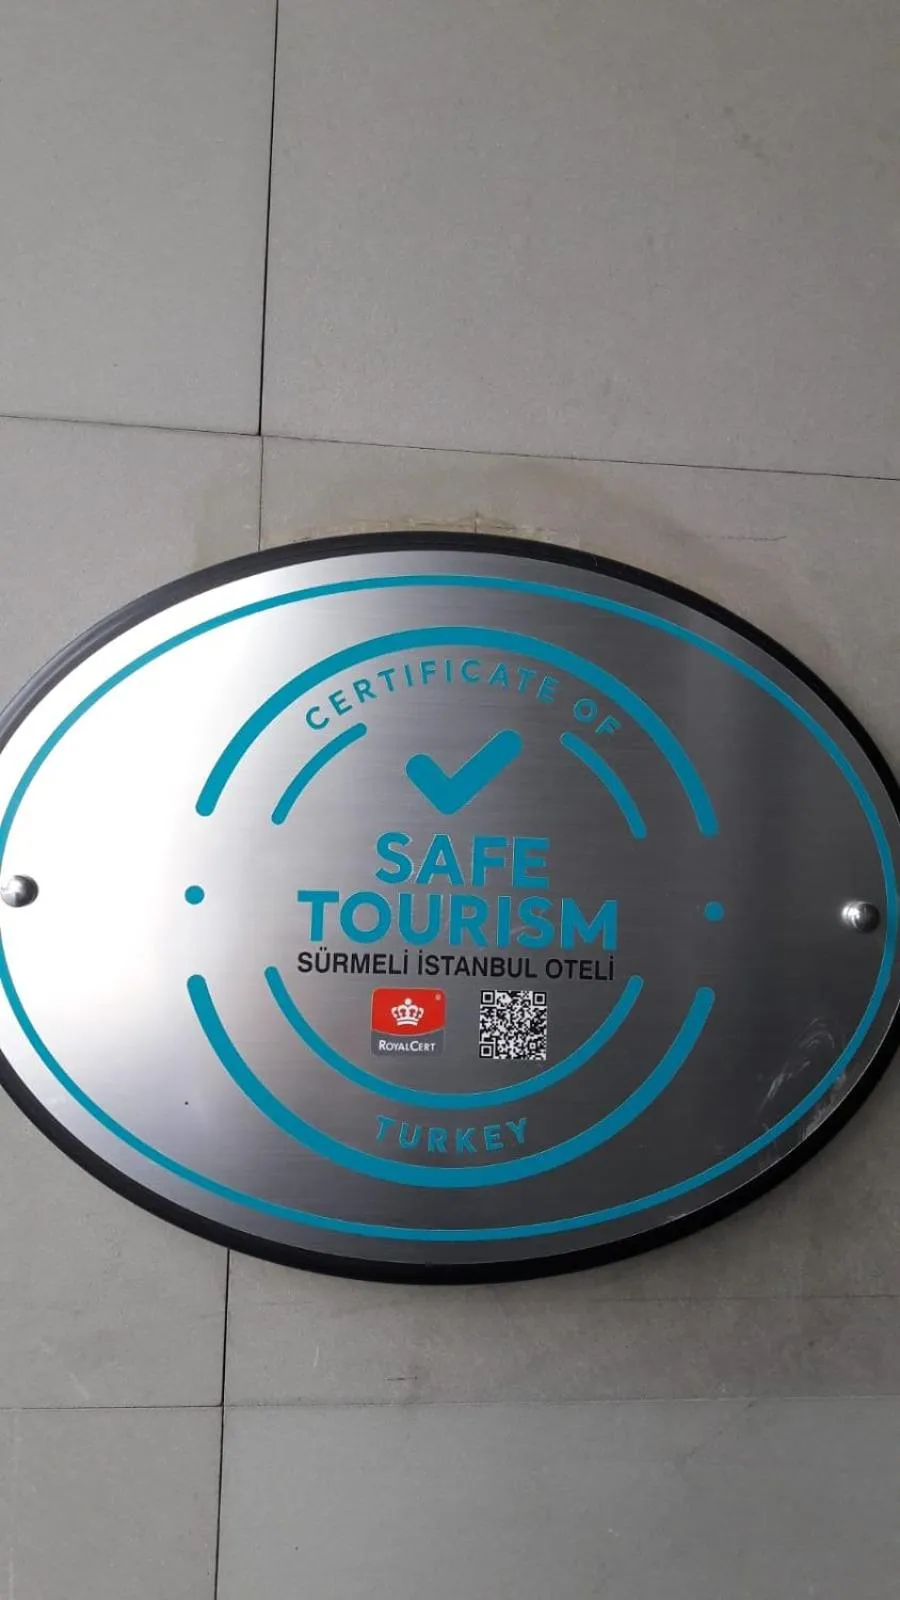 CERTIFICATE OF
SAFE
TOURISM
SÜRMELİ İSTANBUL OTELİ
ROYALCERT
TURKEY